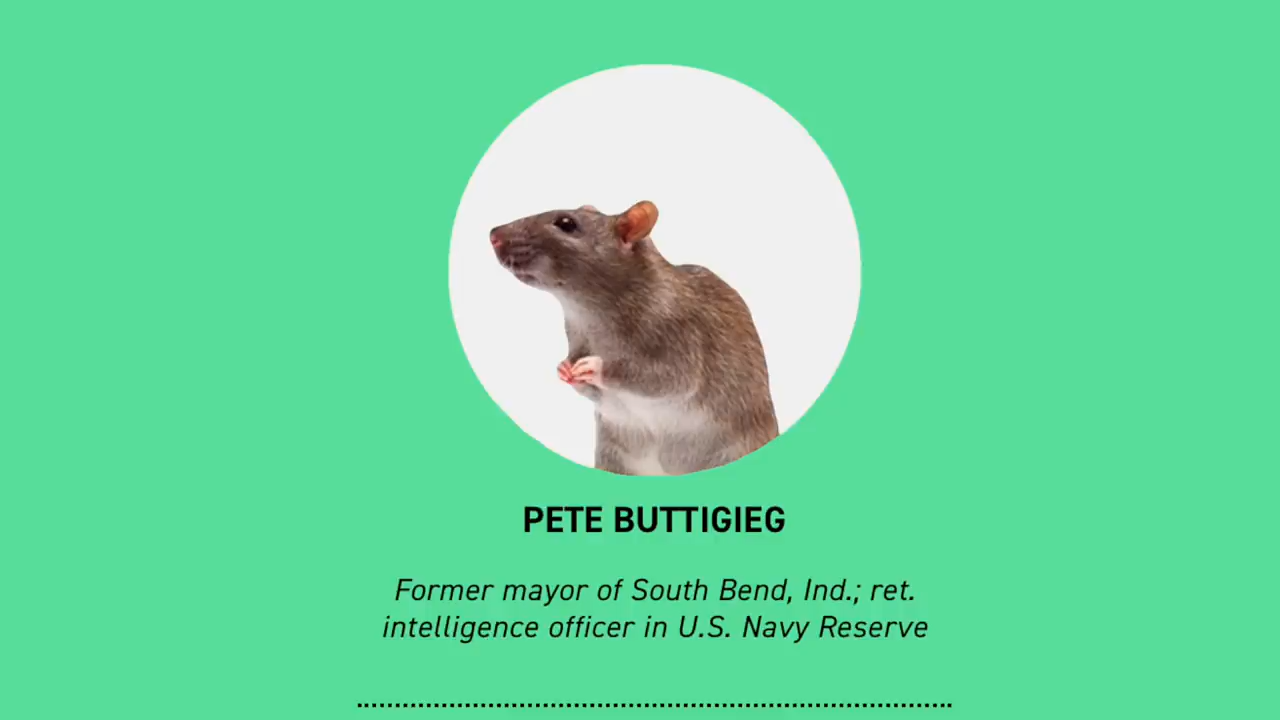 PETE BUTTIGIEG
Former mayor of South Bend, Ind.; ret.
intelligence officer in U.S. Navy Reserve